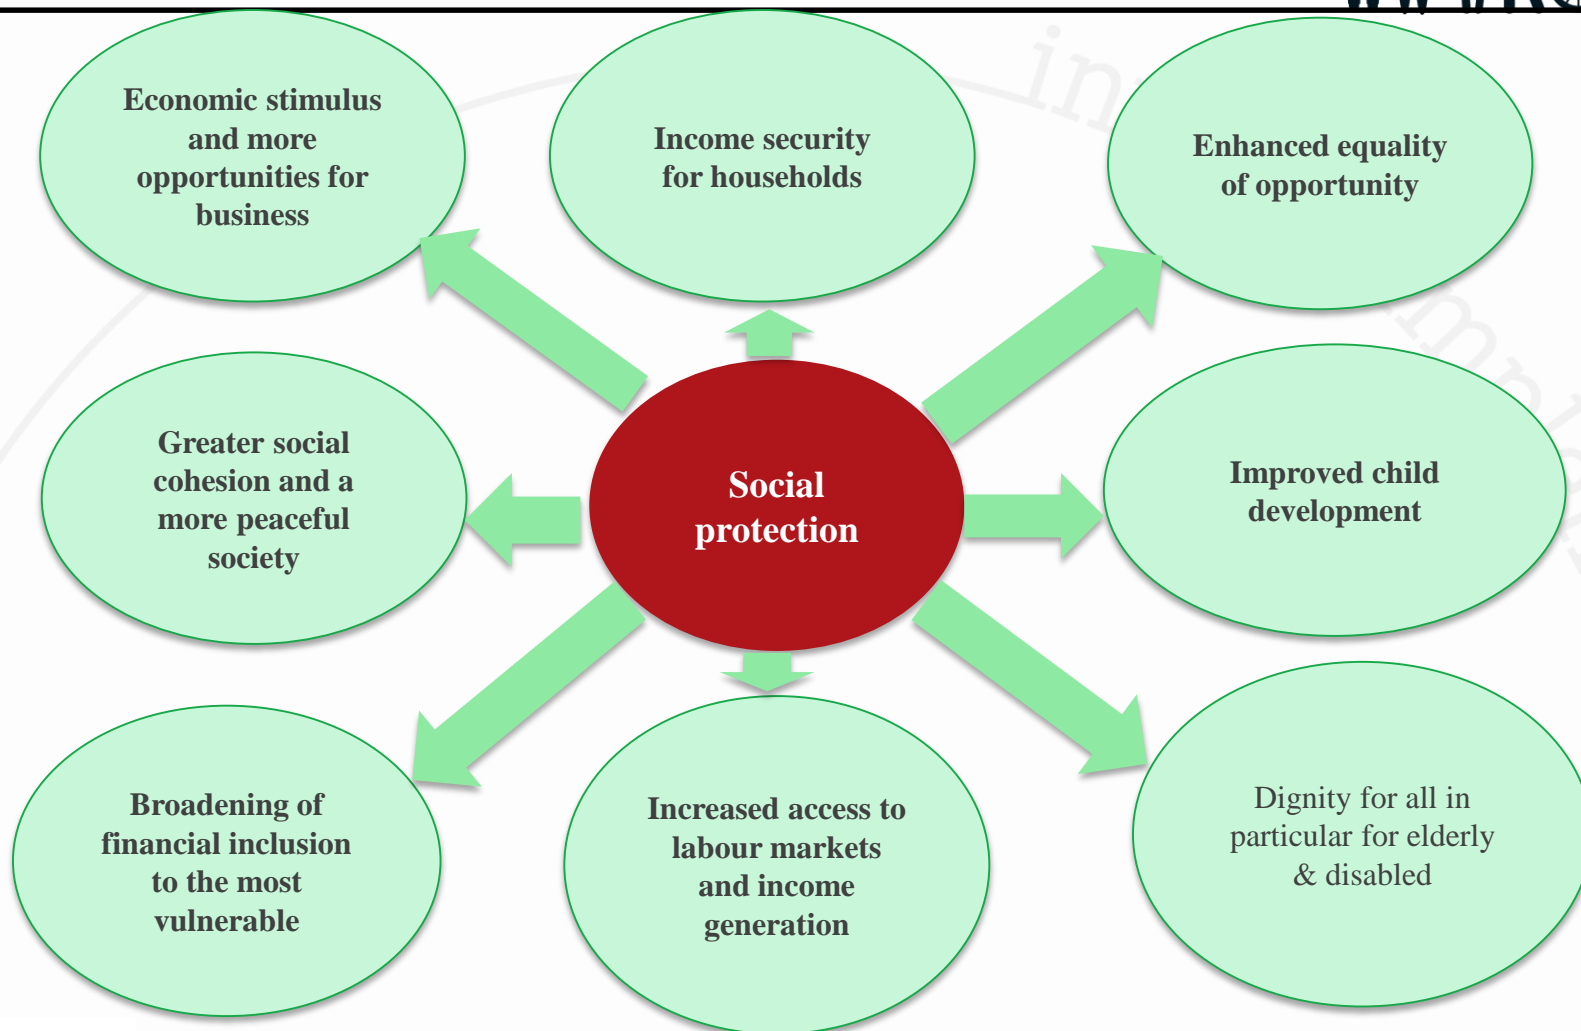 Economic stimulus
and more
opportunities for
business
Income security
for households
Enhanced equality
of opportunity
Greater social
cohesion and a
more peaceful
society
Social
protection
Improved child
development
Broadening of
financial inclusion
to the most
vulnerable
Increased access to
labour markets
and income
generation
Dignity for all in
particular for elderly
& disabled